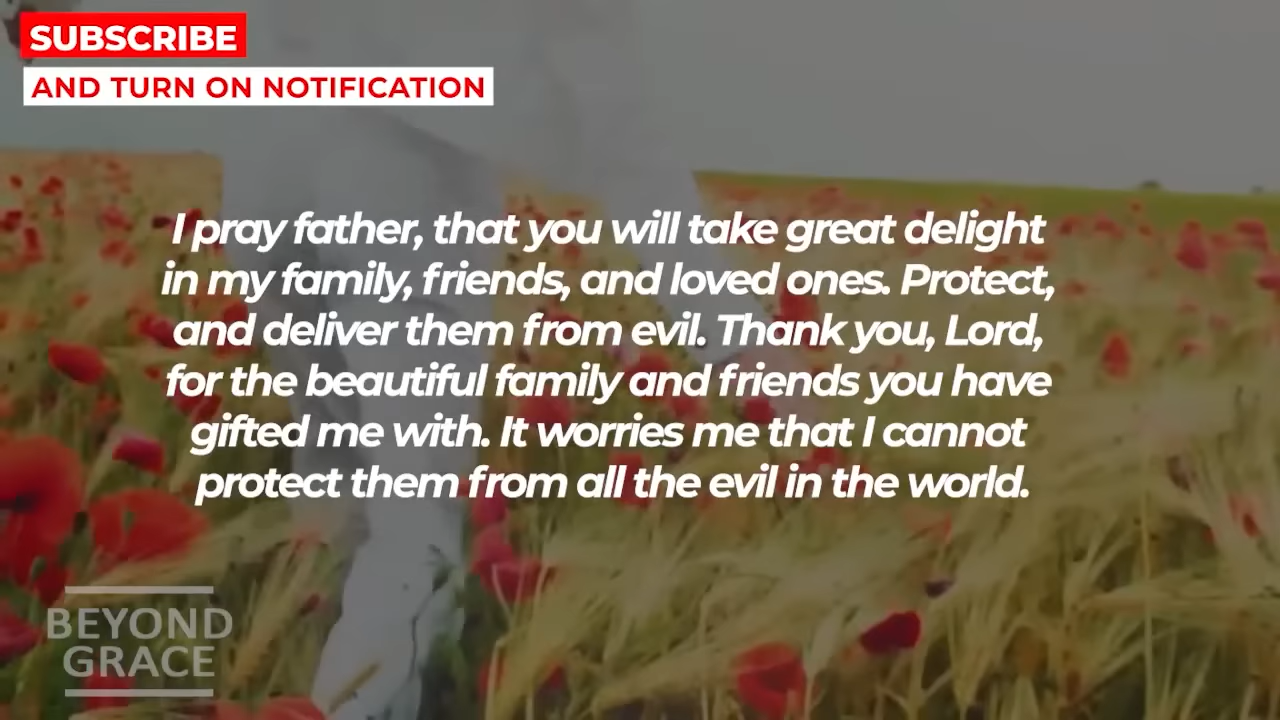 SUBSCRIBE
AND TURN ON NOTIFICATION
I pray father, that you will take great delight
in my family, friends, and loved ones. Protect,
and deliver them from evil. Thank you, Lord,
for the beautiful family and friends you have
gifted me with. It worries me that I cannot
protect them from all the evil in the world.
BEYOND
GRACE